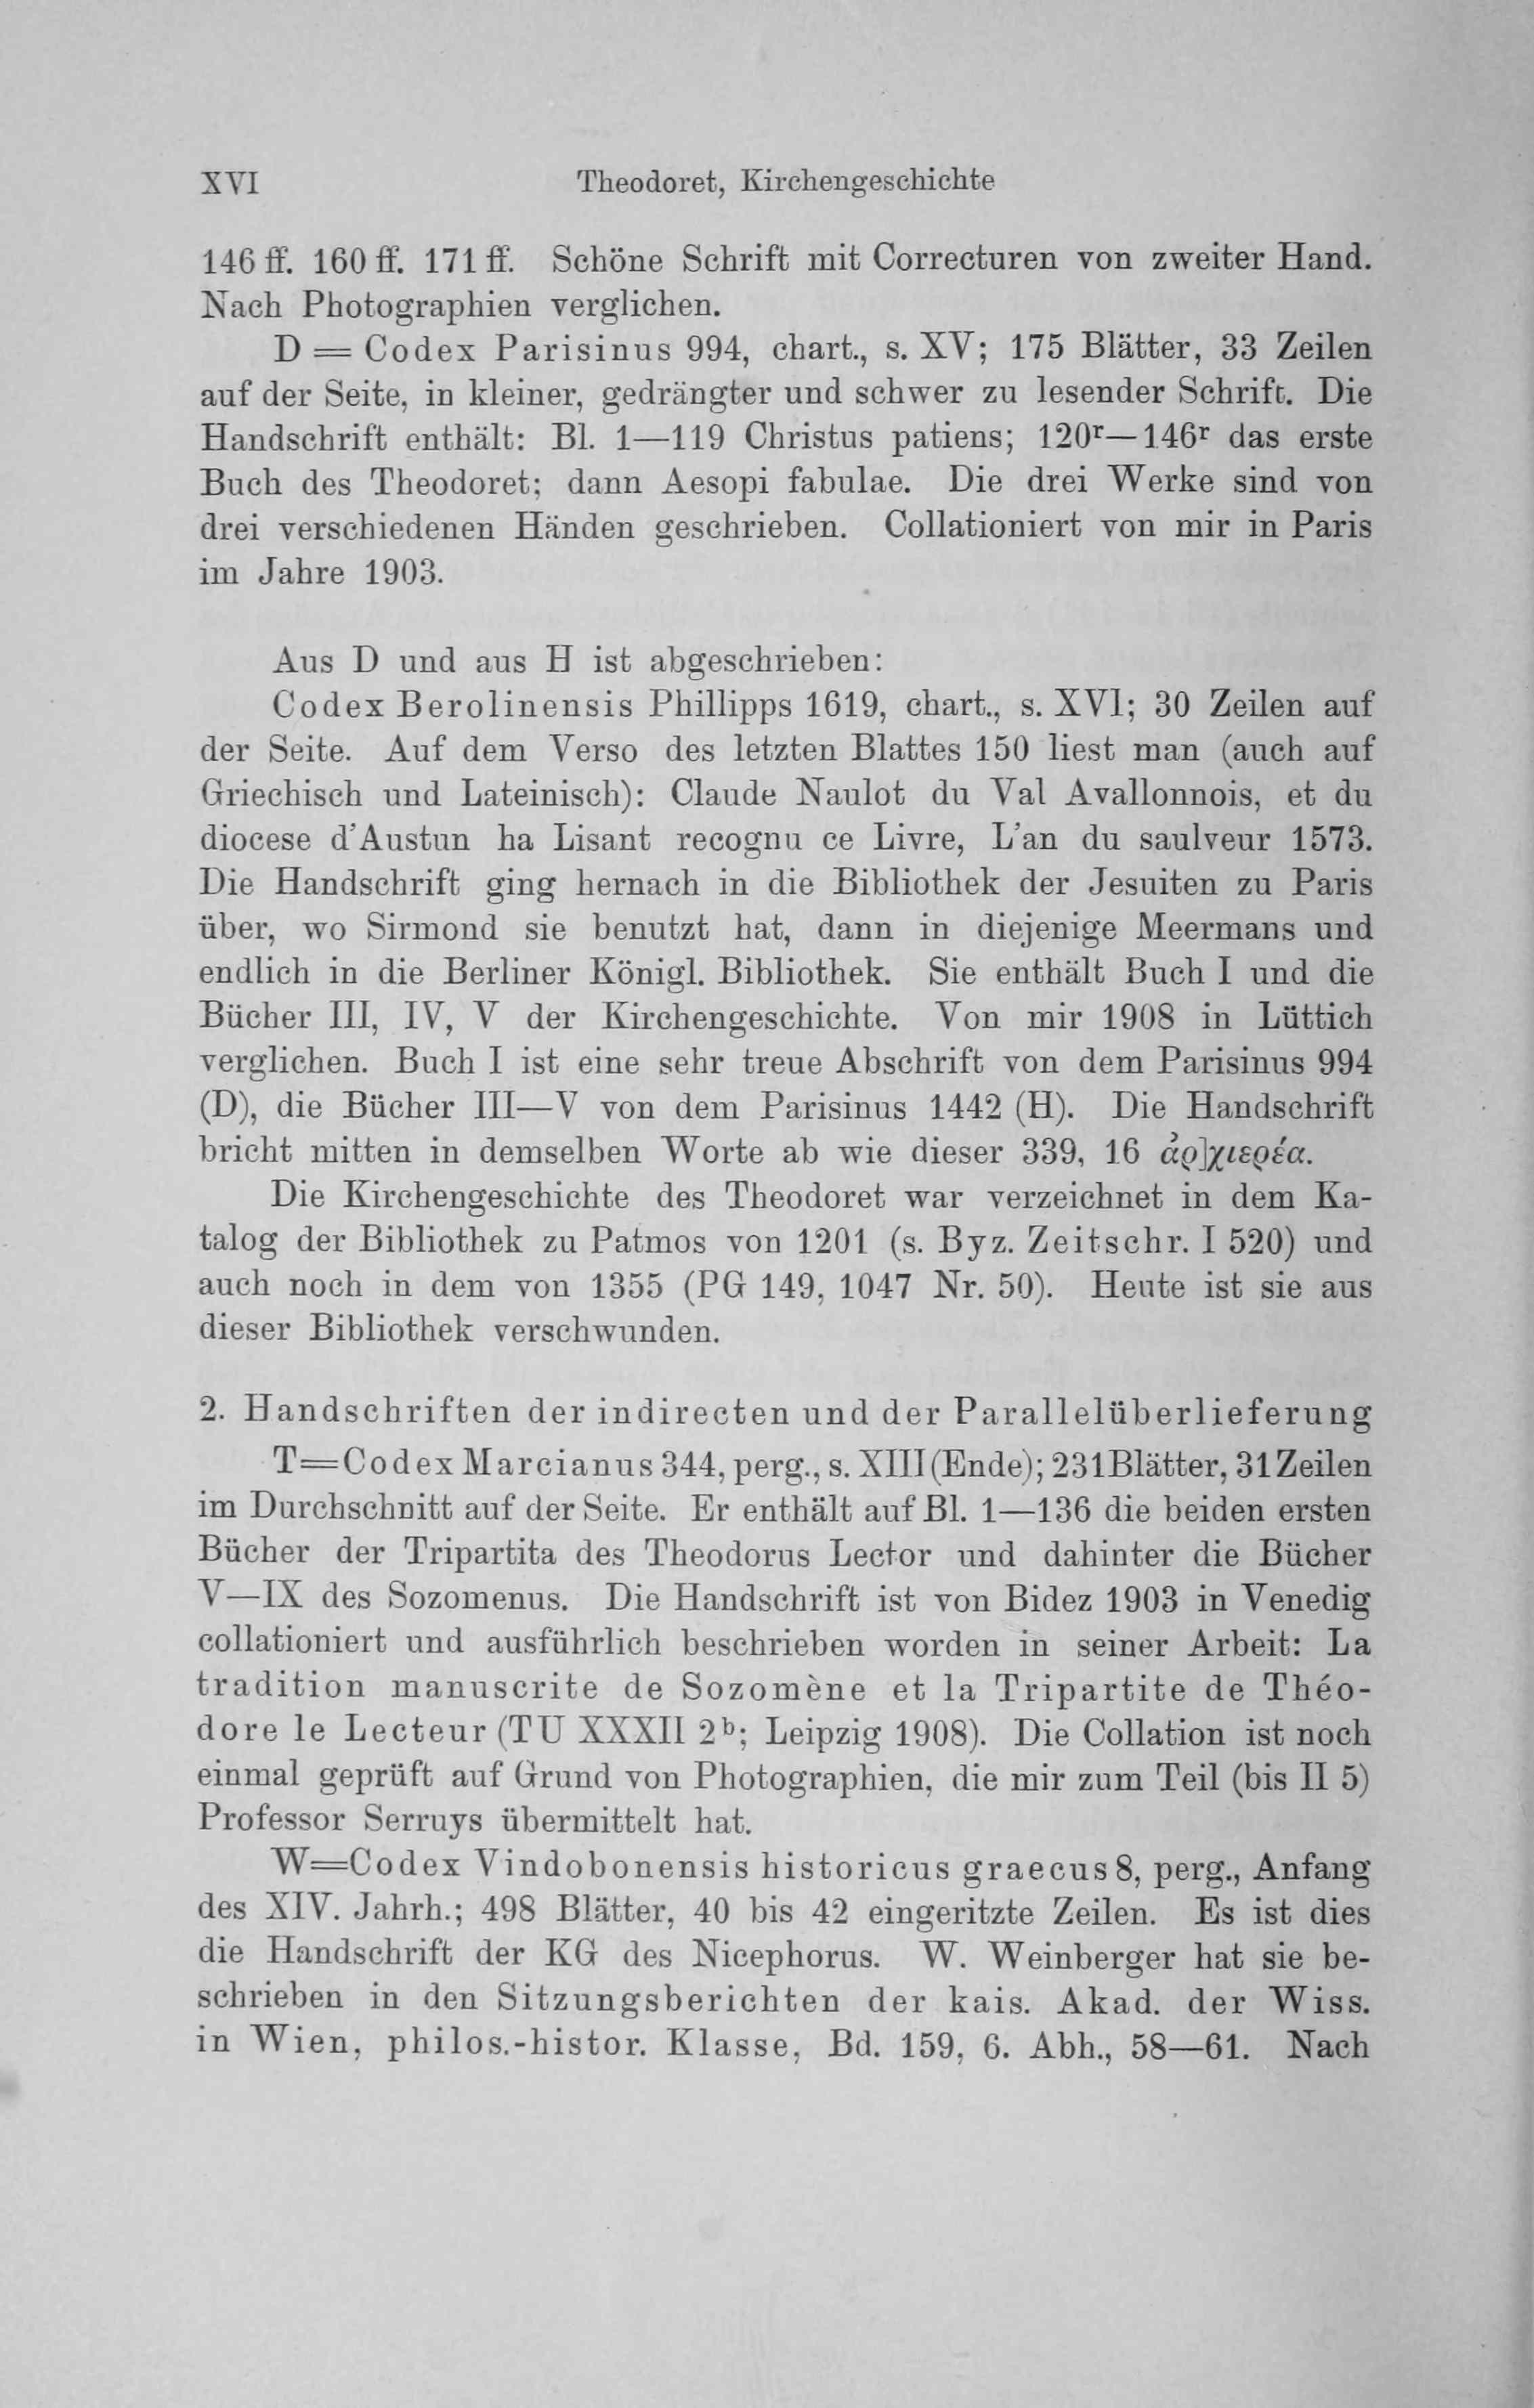 XVI Theodoret, Kirchengeschichte
146 ff. 160 ff. 171 ff. Schöne Schrift mit Correcturen von zweiter Hand.
Nach Photographien verglichen.
D = Codex Parisinus 994, chart., s. XV; 175 Blätter, 33 Zeilen
auf der Seite, in kleiner, gedrängter und schwer zu lesender Schrift. Die
Handschrift enthält: Bl. 1—119 Christus patiens; 120ʳ—146ʳ das erste
Buch des Theodoret; dann Aesopi fabulae. Die drei Werke sind von
drei verschiedenen Händen geschrieben. Collationiert von mir in Paris
im Jahre 1903.
Aus D und aus H ist abgeschrieben:
Codex Berolinensis Phillipps 1619, chart., s. XVI; 30 Zeilen auf
der Seite. Auf dem Verso des letzten Blattes 150 liest man (auch auf
Griechisch und Lateinisch): Claude Naulot du Val Avallonnois, et du
diocese d'Austun ha Lisant recognu ce Livre, L'an du saulveur 1573.
Die Handschrift ging hernach in die Bibliothek der Jesuiten zu Paris
über, wo Sirmond sie benutzt hat, dann in diejenige Meermans und
endlich in die Berliner Königl. Bibliothek. Sie enthält Buch I und die
Bücher III, IV, V der Kirchengeschichte. Von mir 1908 in Lüttich
verglichen. Buch I ist eine sehr treue Abschrift von dem Parisinus 994
(D), die Bücher III—V von dem Parisinus 1442 (H). Die Handschrift
bricht mitten in demselben Worte ab wie dieser 339, 16 ἀρ]χιερέα.
Die Kirchengeschichte des Theodoret war verzeichnet in dem Ka-
talog der Bibliothek zu Patmos von 1201 (s. Byz. Zeitschr. I 520) und
auch noch in dem von 1355 (PG 149, 1047 Nr. 50). Heute ist sie aus
dieser Bibliothek verschwunden.
2. Handschriften der indirecten und der Parallelüberlieferung
T=Codex Marcianus 344, perg., s. XIII (Ende); 231 Blätter, 31 Zeilen
im Durchschnitt auf der Seite. Er enthält auf Bl. 1—136 die beiden ersten
Bücher der Tripartita des Theodorus Lector und dahinter die Bücher
V—IX des Sozomenus. Die Handschrift ist von Bidez 1903 in Venedig
collationiert und ausführlich beschrieben worden in seiner Arbeit: La
tradition manuscrite de Sozomène et la Tripartite de Théo-
dore le Lecteur (TU XXXII 2ᵇ; Leipzig 1908). Die Collation ist noch
einmal geprüft auf Grund von Photographien, die mir zum Teil (bis II 5)
Professor Serruys übermittelt hat.
W=Codex Vindobonensis historicus graecus 8, perg., Anfang
des XIV. Jahrh.; 498 Blätter, 40 bis 42 eingeritzte Zeilen. Es ist dies
die Handschrift der KG des Nicephorus. W. Weinberger hat sie be-
schrieben in den Sitzungsberichten der kais. Akad. der Wiss.
in Wien, philos.-histor. Klasse, Bd. 159, 6. Abh., 58—61. Nach